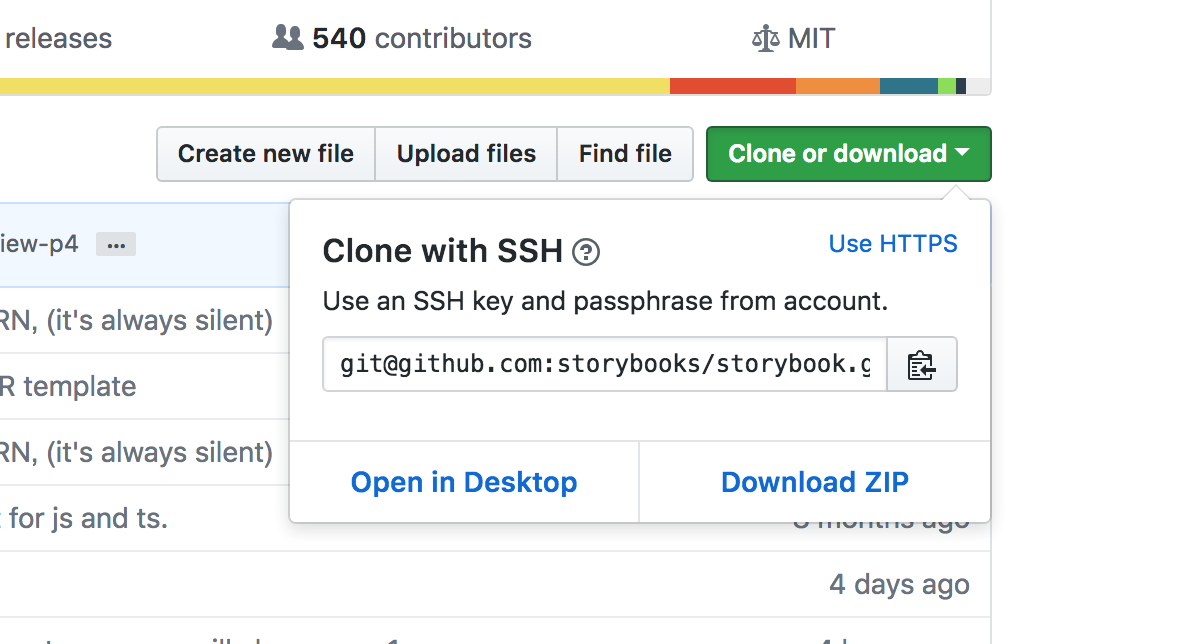 releases
540 contributors
MIT
Create new file
Upload files
Find file
Clone or download
iew-p4
...
Clone with SSH ?
Use HTTPS
Use an SSH key and passphrase from account.
RN, (it's always silent)
git@github.com:storybooks/storybook.g
R template
RN, (it's always silent)
Open in Desktop
Download ZIP
for js and ts.
months ago
4 days ago